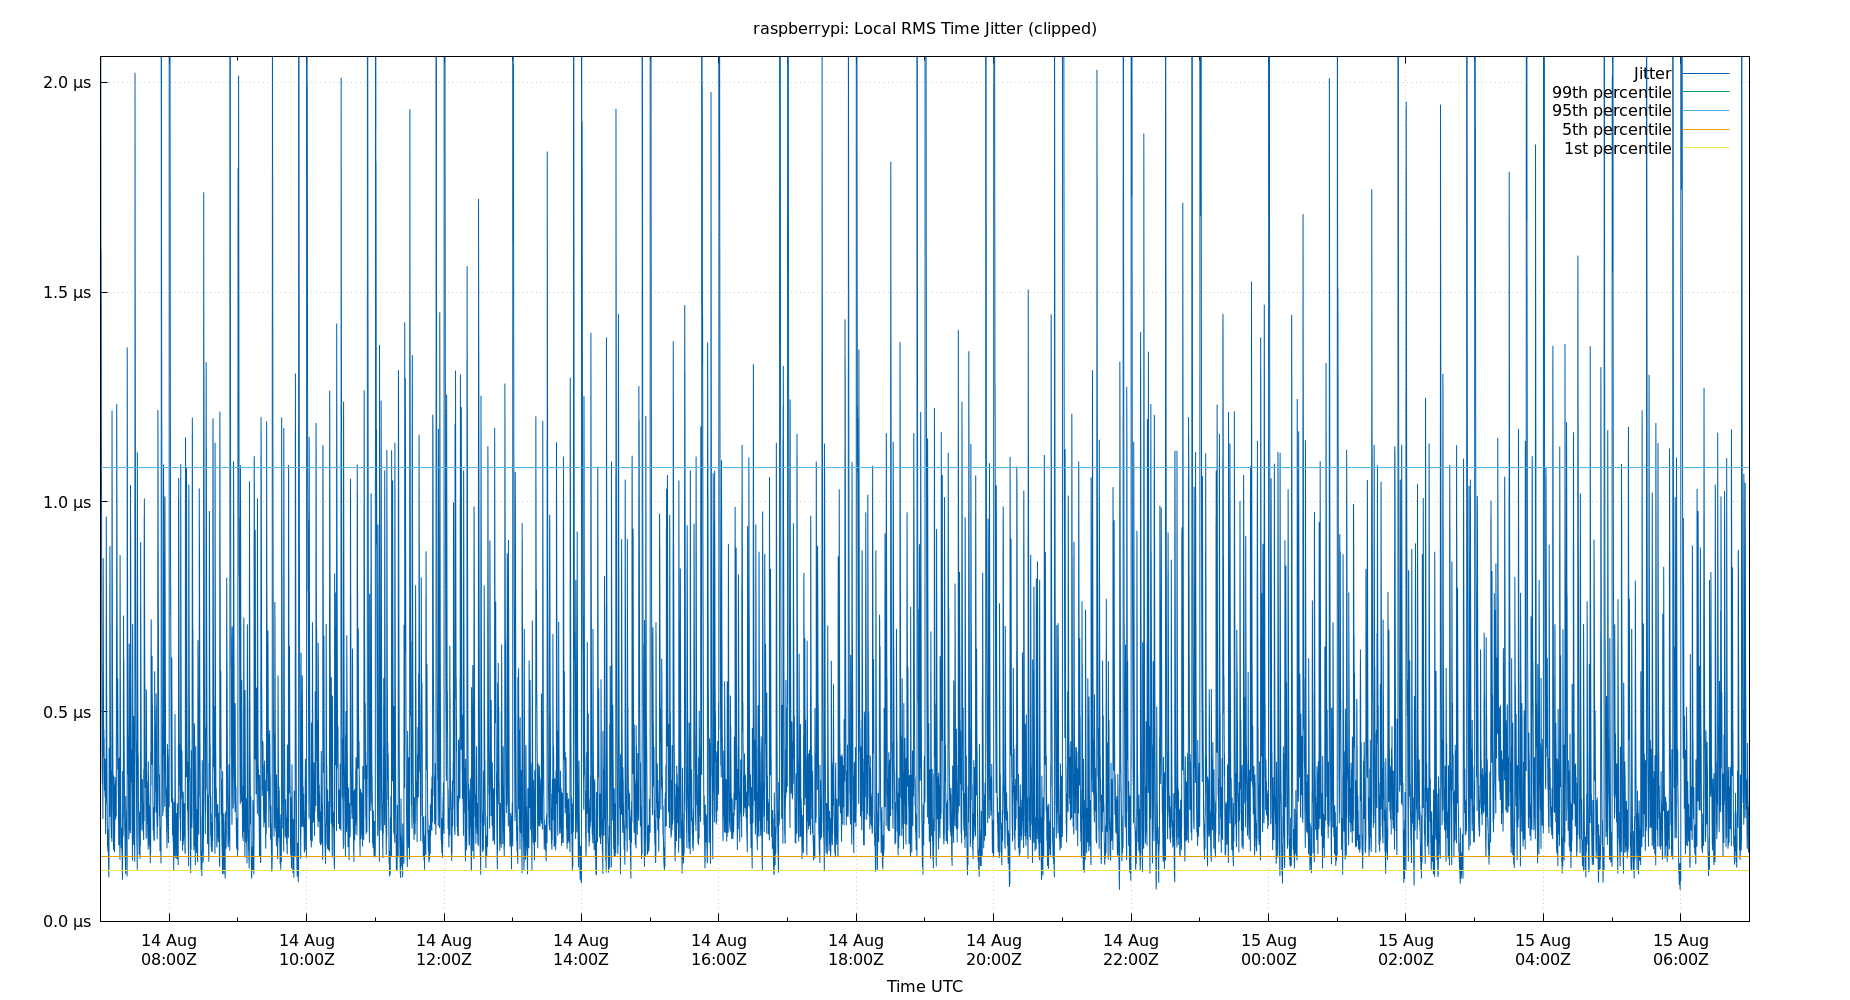 raspberrypi: Local RMS Time Jitter (clipped)
2.0 μs
1.5 μs
1.0 μs
0.5 μs
0.0 μs
Jitter
99th percentile
95th percentile
5th percentile
1st percentile
14 Aug 14 Aug 14 Aug 14 Aug 14 Aug 14 Aug 14 Aug 14 Aug 15 Aug 15 Aug 15 Aug 15 Aug
08:00Z 10:00Z 12:00Z 14:00Z 16:00Z 18:00Z 20:00Z 22:00Z 00:00Z 02:00Z 04:00Z 06:00Z
Time UTC